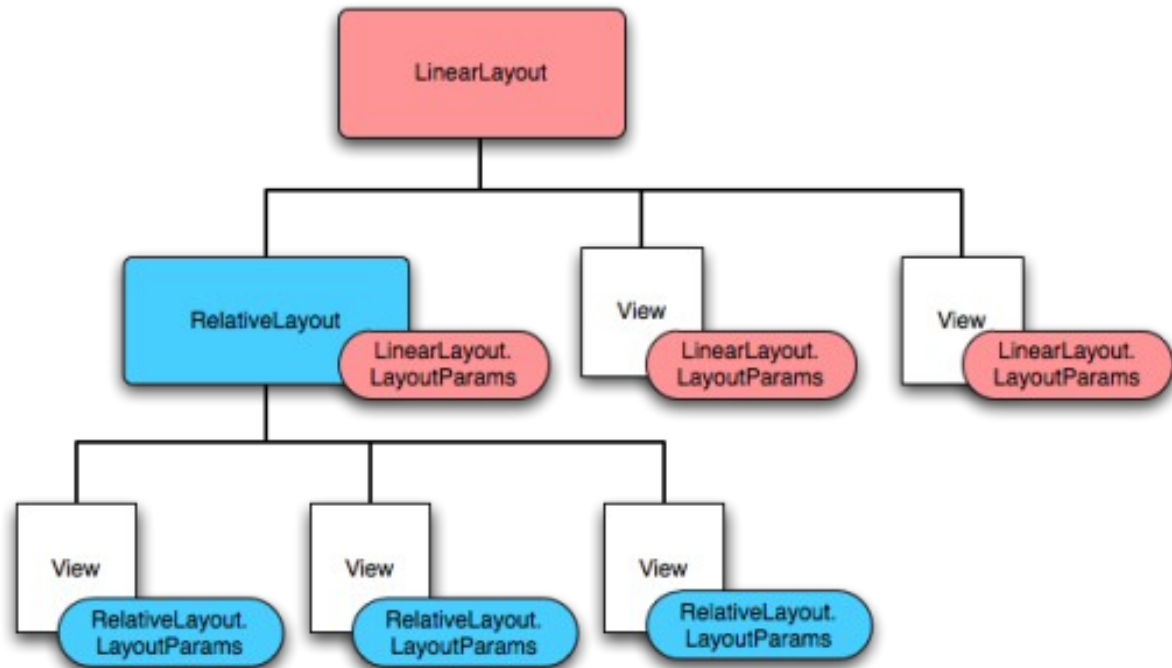 LinearLayout
RelativeLayout
LinearLayout.
LayoutParams
View
LinearLayout.
LayoutParams
View
LinearLayout.
LayoutParams
View
RelativeLayout.
LayoutParams
View
RelativeLayout.
LayoutParams
View
RelativeLayout.
LayoutParams